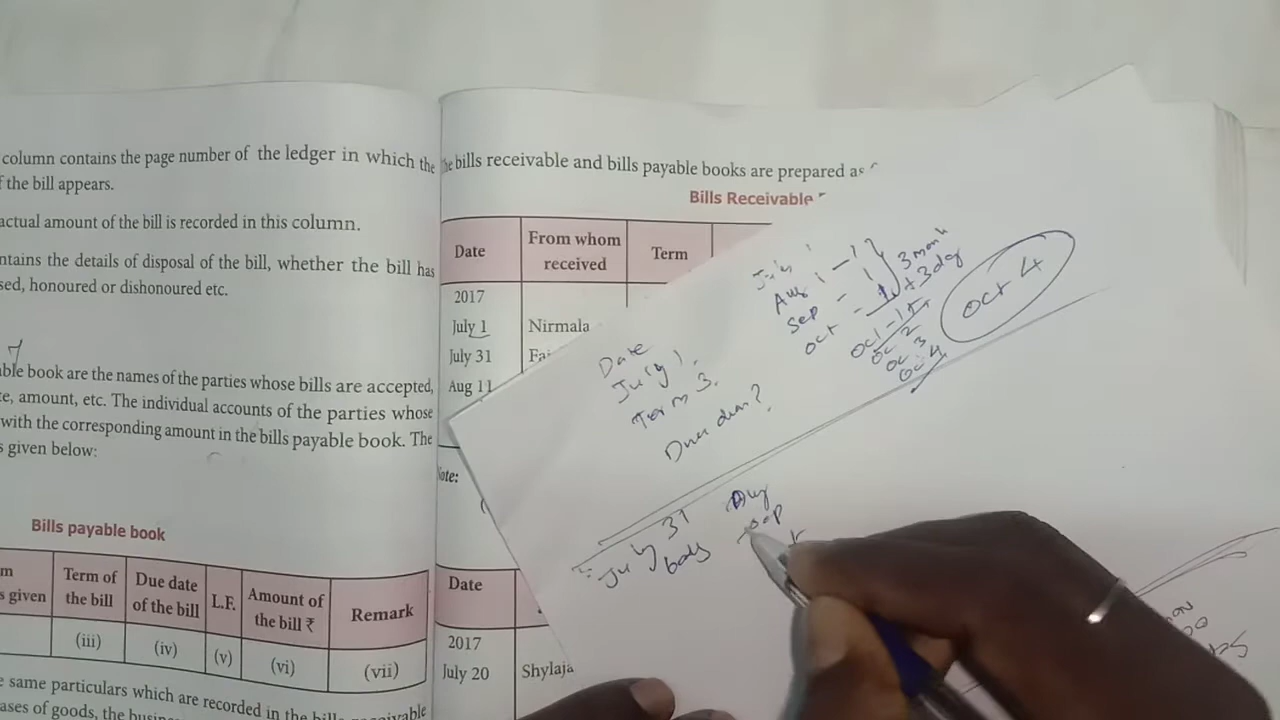 column contains the page number of the ledger in which the
f the bill appears.
actual amount of the bill is recorded in this column.
ntains the details of disposal of the bill, whether the bill has
sed, honoured or dishonoured etc.
7
able book are the names of the parties whose bills are accepted,
te, amount, etc. The individual accounts of the parties whose
with the corresponding amount in the bills payable book. The
s given below:
Bills payable book
m
s given
Term of
the bill
Due date
of the bill
L.F.
Amount of
the bill ₹
Remark
(iii)
(iv)
(v)
(vi)
(vii)
e same particulars which are recorded in the bills receivable
ases of goods, the
he bills receivable and bills payable books are prepared as
Bills Receivable
Date
From whom
received
Term
2017
July 1
Nirmala
July 31
Aug 11
Note:
Date
2017
July 20
Shylaja
Date
July 1.
Term 3.
July 1
Aug 1 - 1
Sep - 1
Oct - 1
3 month
+ 3 day
Oct 2
Oct 3
Oct 4
Oct 4
July 31
Aug
Sep